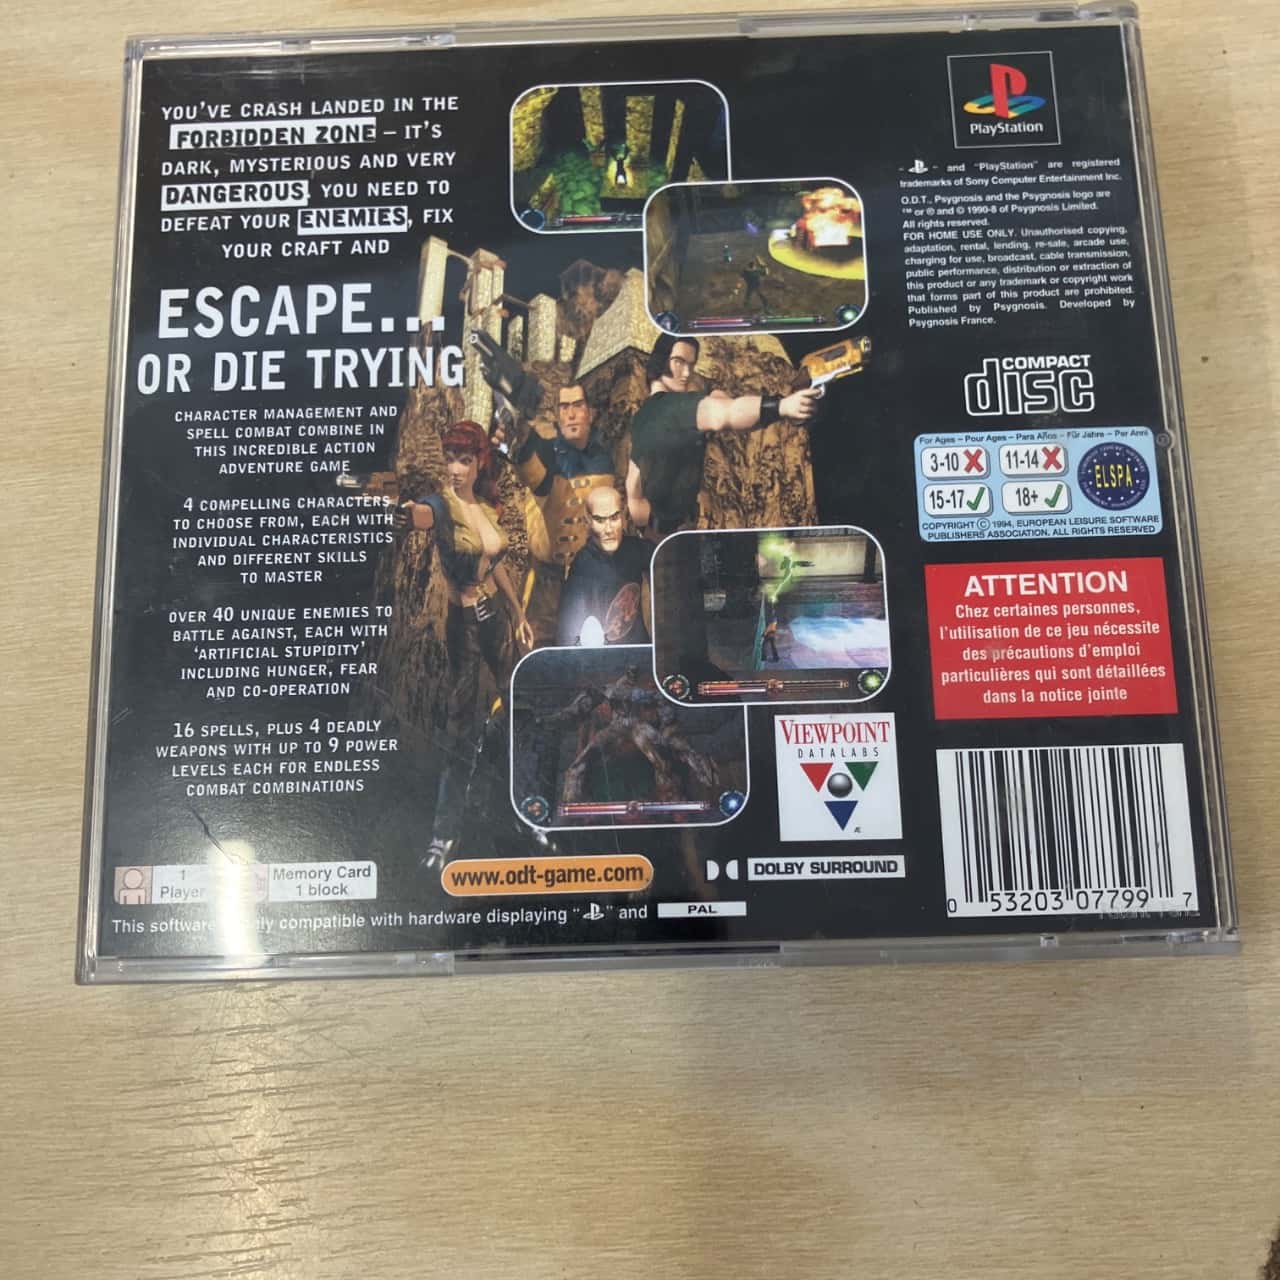 YOU'VE CRASH LANDED IN THE
FORBIDDEN ZONE – IT'S
DARK, MYSTERIOUS AND VERY
DANGEROUS. YOU NEED TO
DEFEAT YOUR ENEMIES, FIX
YOUR CRAFT AND
ESCAPE...
OR DIE TRYING
CHARACTER MANAGEMENT AND
SPELL COMBAT COMBINE IN
THIS INCREDIBLE ACTION
ADVENTURE GAME
4 COMPELLING CHARACTERS
TO CHOOSE FROM, EACH WITH
INDIVIDUAL CHARACTERISTICS
AND DIFFERENT SKILLS
TO MASTER
OVER 40 UNIQUE ENEMIES TO
BATTLE AGAINST, EACH WITH
'ARTIFICIAL STUPIDITY'
INCLUDING HUNGER, FEAR
AND CO-OPERATION
16 SPELLS, PLUS 4 DEADLY
WEAPONS WITH UP TO 9 POWER
LEVELS EACH FOR ENDLESS
COMBAT COMBINATIONS
1
Player
Memory Card
1 block
This software compatible with hardware displaying " " and PAL
www.odt-game.com
VIEWPOINT
DATALABS
DOLBY SURROUND
PlayStation
" " and "PlayStation" are registered
trademarks of Sony Computer Entertainment Inc.
O.D.T., Psygnosis and the Psygnosis logo are
™ or ® and © 1990-8 of Psygnosis Limited.
All rights reserved.
FOR HOME USE ONLY. Unauthorised copying,
adaptation, rental, lending, re-sale, arcade use,
charging for use, broadcast, cable transmission,
public performance, distribution or extraction of
this product or any trademark or copyright work
that forms part of this product are prohibited.
Published by Psygnosis. Developed by
Psygnosis France.
COMPACT
disc
For Ages – Pour Ages – Para Años – Für Jahre – Per Anni
3-10 11-14
15-17 18+
ELSPA
COPYRIGHT © 1994, EUROPEAN LEISURE SOFTWARE
PUBLISHERS ASSOCIATION. ALL RIGHTS RESERVED
ATTENTION
Chez certaines personnes,
l'utilisation de ce jeu nécessite
des précautions d'emploi
particulières qui sont détaillées
dans la notice jointe
0 53203 07799 7